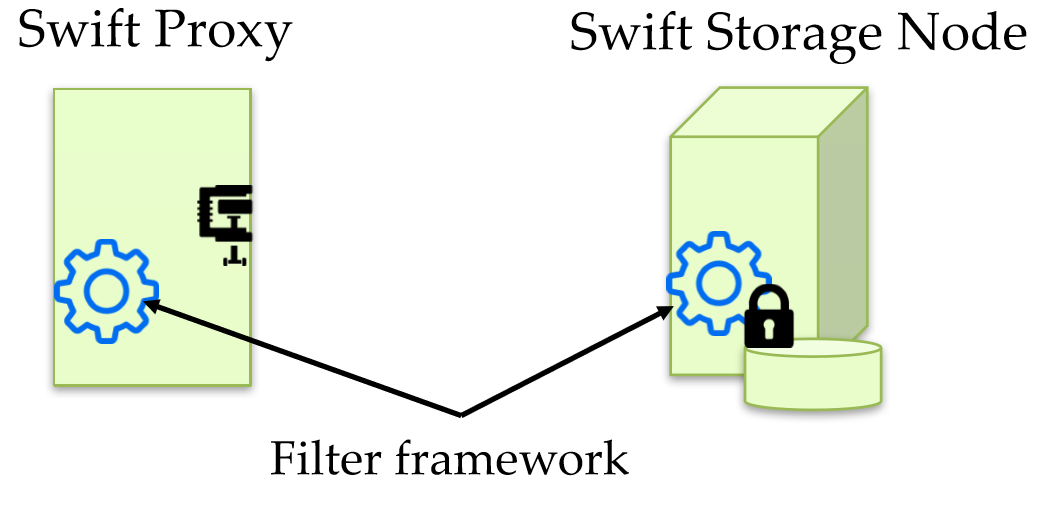 Swift Proxy
Swift Storage Node
Filter framework